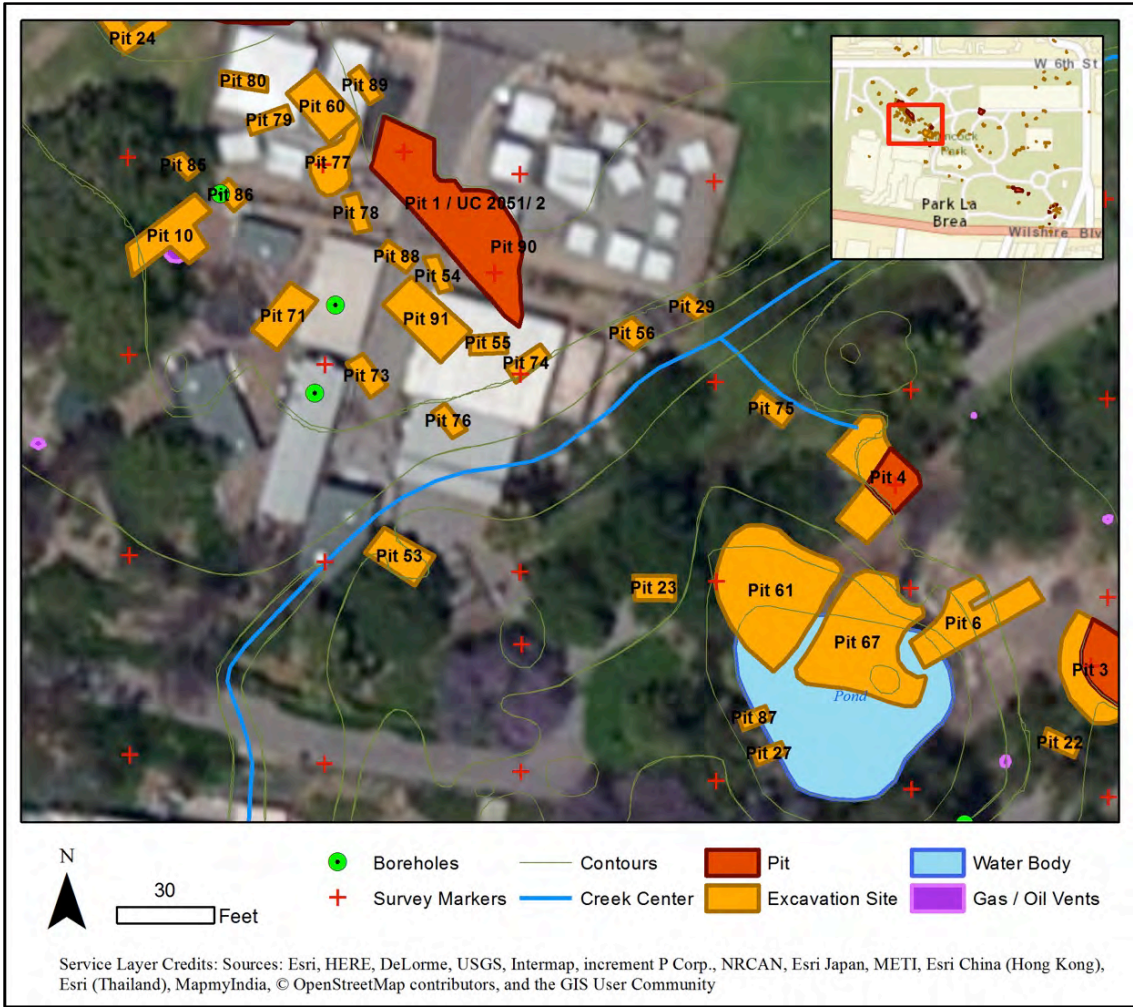 Pit 24
Pit 80
Pit 89
Pit 60
Pit 79
Pit 77
Pit 85
Pit 86
Pit 78
Pit 1 / UC 2051/ 2
Pit 10
Pit 90
Pit 88
Pit 54
Pit 71
Pit 91
Pit 55
Pit 56
Pit 29
Pit 74
Pit 73
Pit 76
Pit 75
Pit 4
Pit 53
Pit 23
Pit 61
Pit 67
Pit 6
Pit 3
Pond
Pit 87
Pit 27
Pit 22
W 6th St
Park
Park La
Brea
Wilshire Blv
N
30
Feet
Boreholes
Survey Markers
Contours
Creek Center
Pit
Excavation Site
Water Body
Gas / Oil Vents
Service Layer Credits: Sources: Esri, HERE, DeLorme, USGS, Intermap, increment P Corp., NRCAN, Esri Japan, METI, Esri China (Hong Kong),
Esri (Thailand), MapmyIndia, © OpenStreetMap contributors, and the GIS User Community